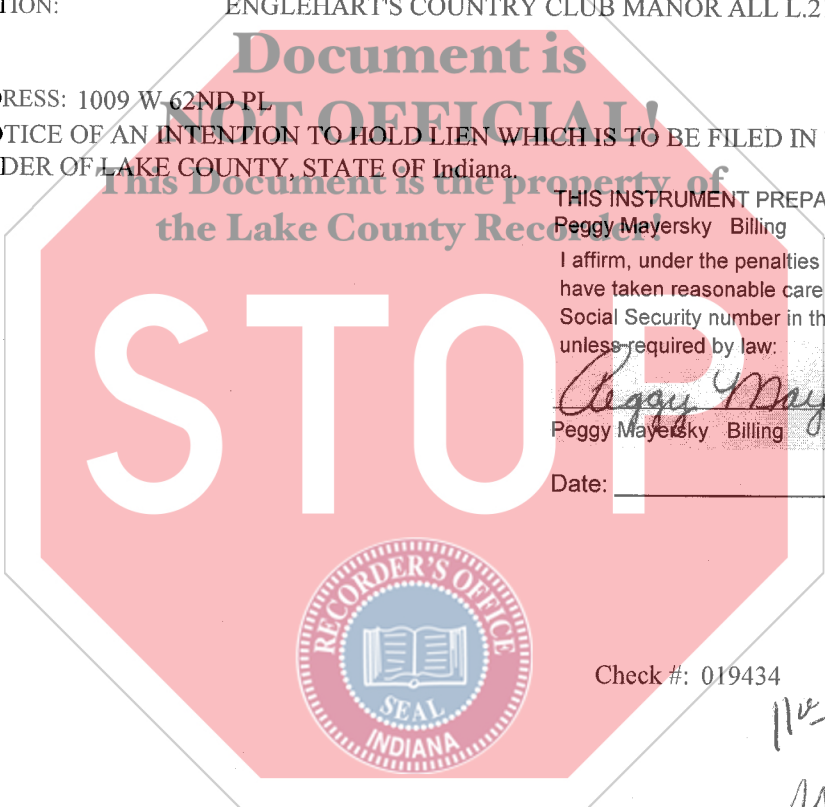 TION: ENGLEHART'S COUNTRY CLUB MANOR ALL L.2
Document is
RESS: 1009 W 62ND PL
NOT OFFICIAL!
TICE OF AN INTENTION TO HOLD LIEN WHICH IS TO BE FILED IN
DER OF LAKE COUNTY, STATE OF Indiana.
This Document is the property of
the Lake County Recorder!
THIS INSTRUMENT PREPA
Peggy Mayersky Billing
I affirm, under the penalties
have taken reasonable care
Social Security number in th
unless required by law:
STOP
Peggy May
Peggy Mayersky Billing
Date:
RECORDER'S OFFICE
SEAL
INDIANA
Check #: 019434